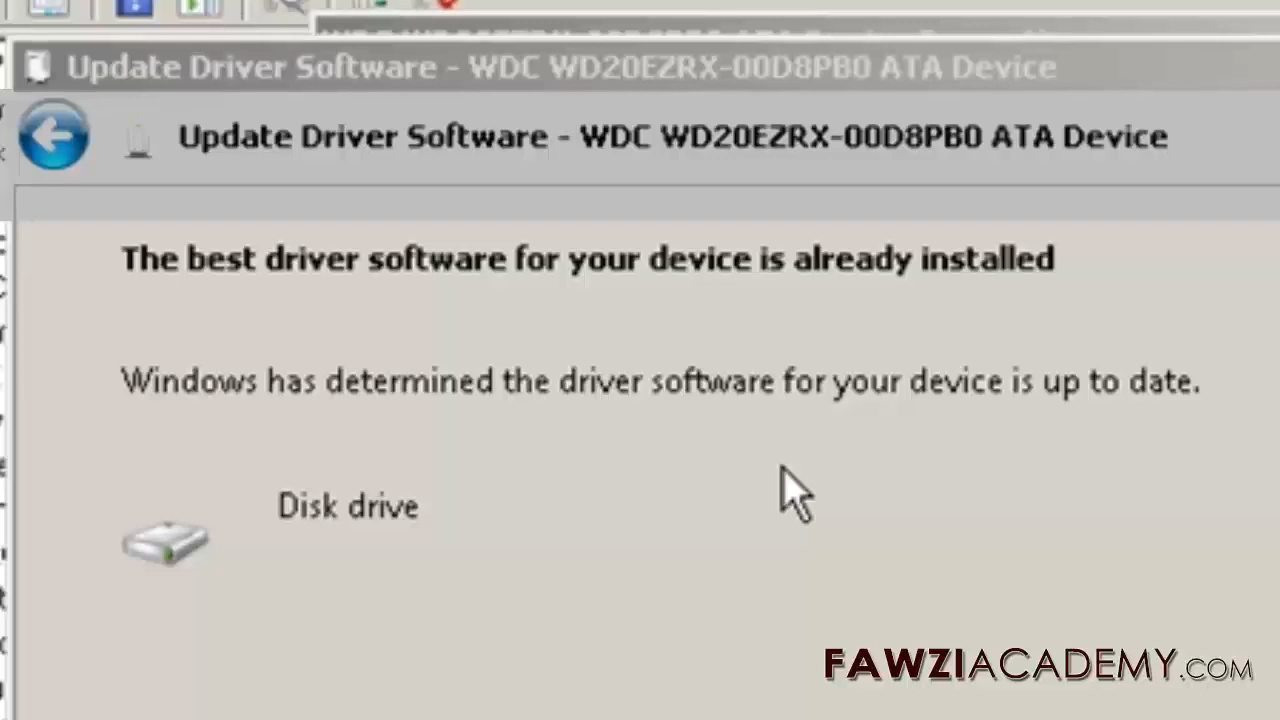 Update Driver Software - WDC WD20EZRX-00D8PB0 ATA Device
Update Driver Software - WDC WD20EZRX-00D8PB0 ATA Device
The best driver software for your device is already installed
Windows has determined the driver software for your device is up to date.
Disk drive
FAWZIACADEMY.COM